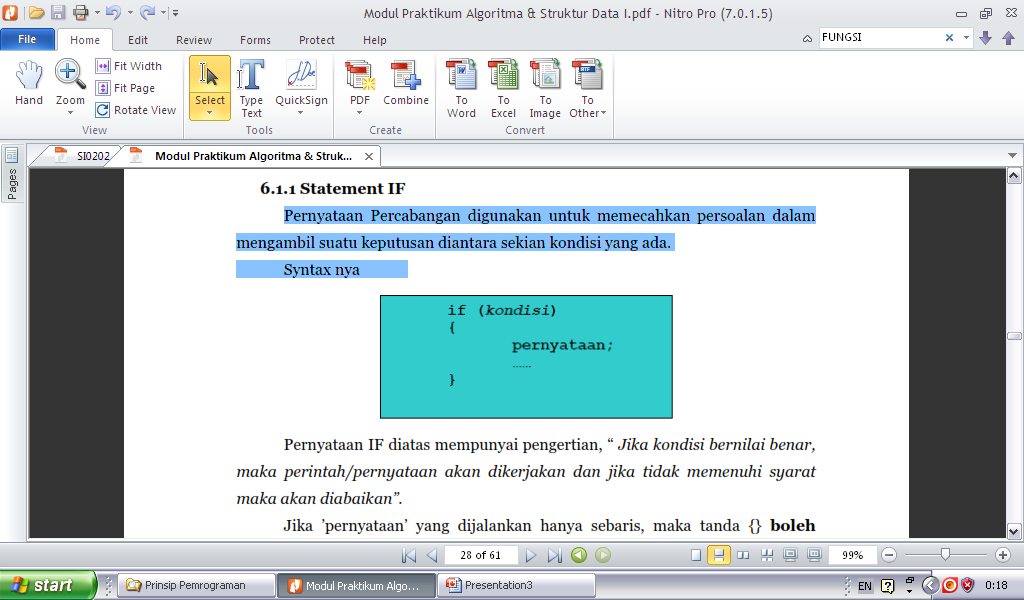 Modul Praktikum Algoritma & Struktur Data I.pdf - Nitro Pro (7.0.1.5)
File Home Edit Review Forms Protect Help FUNGSI
Hand Zoom Fit Width Fit Page Rotate View
View
Select Type Text QuickSign
Tools
PDF Combine
Create
To Word To Excel To Image To Other
Convert
SI0202 Modul Praktikum Algoritma & Struk...
Pages
6.1.1 Statement IF
Pernyataan Percabangan digunakan untuk memecahkan persoalan dalam
mengambil suatu keputusan diantara sekian kondisi yang ada.
Syntax nya
if (kondisi)
{
pernyataan;
......
}
Pernyataan IF diatas mempunyai pengertian, “ Jika kondisi bernilai benar,
maka perintah/pernyataan akan dikerjakan dan jika tidak memenuhi syarat
maka akan diabaikan”.
Jika ’pernyataan’ yang dijalankan hanya sebaris, maka tanda {} boleh
28 of 61 99%
start Prinsip Pemrograman Modul Praktikum Algo... Presentation3 EN 0:18